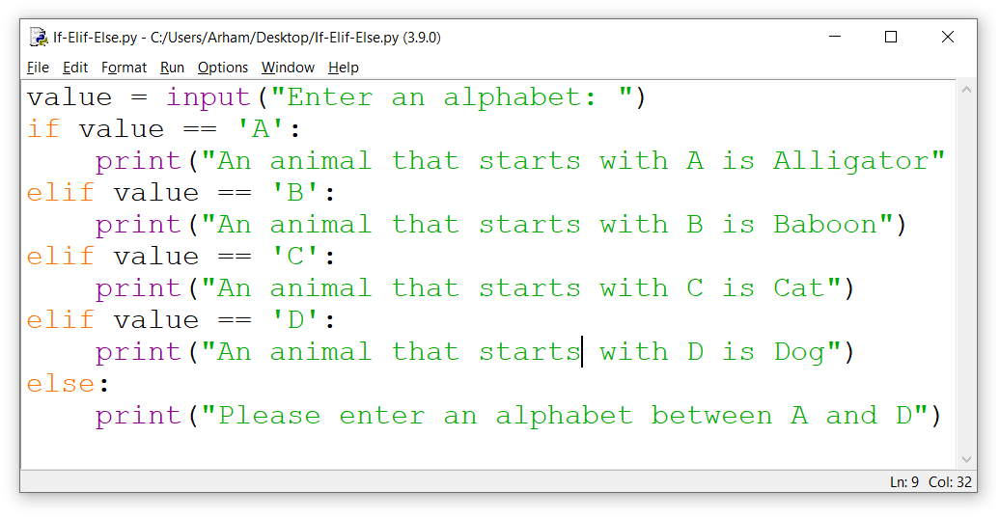 If-Elif-Else.py - C:/Users/Arham/Desktop/If-Elif-Else.py (3.9.0)
File Edit Format Run Options Window Help
value = input("Enter an alphabet: ")
if value == 'A':
    print("An animal that starts with A is Alligator"
elif value == 'B':
    print("An animal that starts with B is Baboon")
elif value == 'C':
    print("An animal that starts with C is Cat")
elif value == 'D':
    print("An animal that starts with D is Dog")
else:
    print("Please enter an alphabet between A and D")
Ln: 9 Col: 32